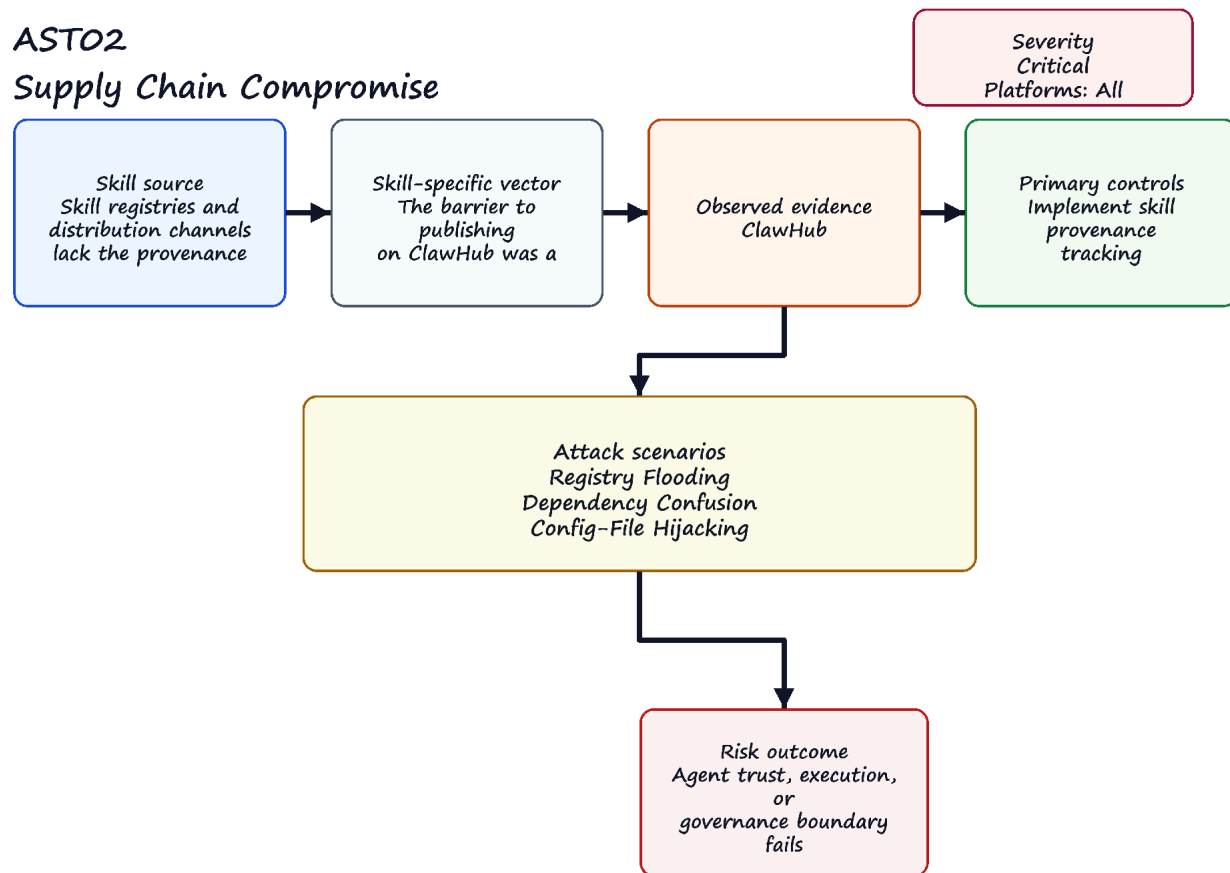 AST02
Supply Chain Compromise
Severity
Critical
Platforms: All
Skill source
Skill registries and
distribution channels
lack the provenance
Skill-specific vector
The barrier to
publishing
on ClawHub was a
Observed evidence
ClawHub
Primary controls
Implement skill
provenance
tracking
Attack scenarios
Registry Flooding
Dependency Confusion
Config-File Hijacking
Risk outcome
Agent trust, execution,
or
governance boundary
fails